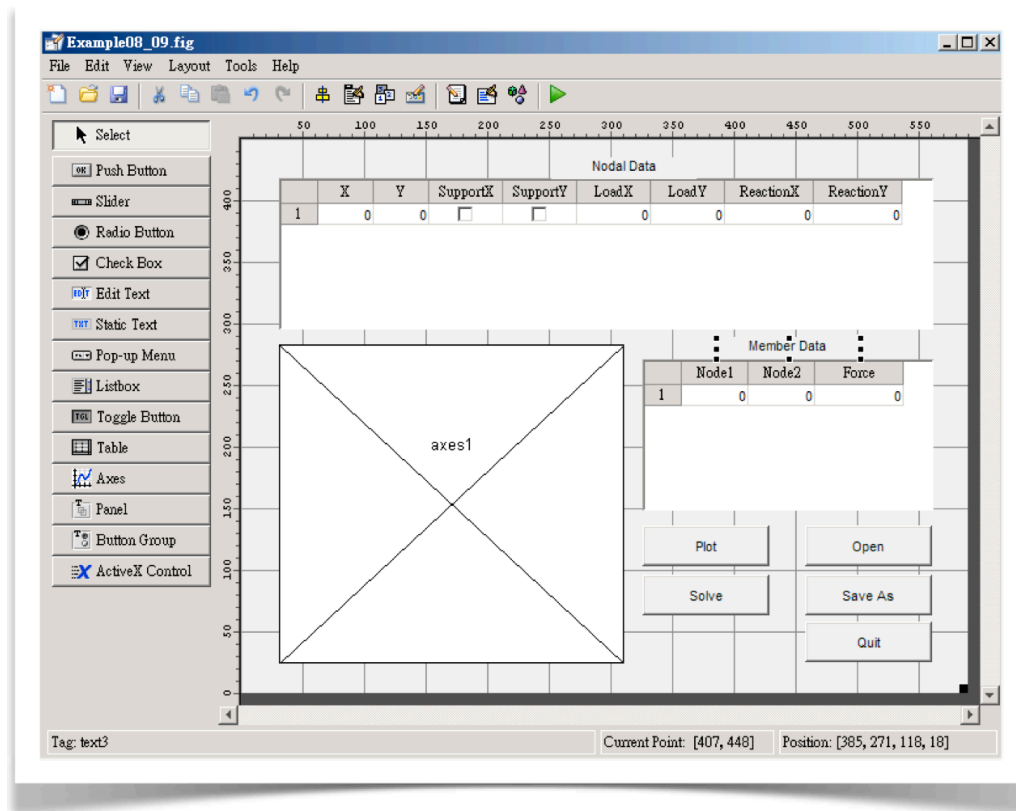 Example08_09.fig
File Edit View Layout Tools Help
Select
Push Button
Slider
Radio Button
Check Box
Edit Text
Static Text
Pop-up Menu
Listbox
Toggle Button
Table
Axes
Panel
Button Group
ActiveX Control
50 100 150 200 250 300 350 400 450 500 550
400
350
300
250
200
150
100
50
0
Nodal Data
X Y SupportX SupportY LoadX LoadY ReactionX ReactionY
1 0 0 0 0 0 0
axes1
Member Data
Node1 Node2 Force
1 0 0 0
Plot Open
Solve Save As
Quit
Tag: text3 Current Point: [407, 448] Position: [385, 271, 118, 18]